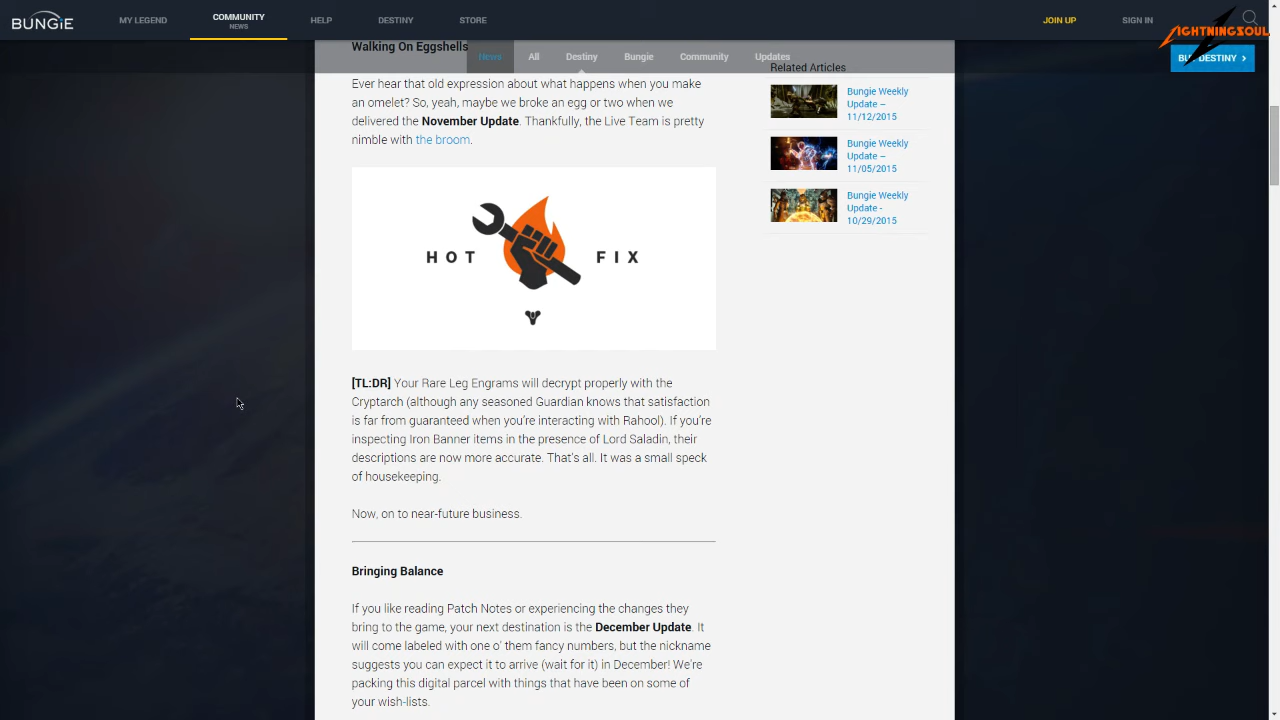 BUNGiE
MY LEGEND
COMMUNITY
NEWS
HELP
DESTINY
STORE
JOIN UP
SIGN IN
LIGHTNINGSOUL
Walking On Eggshells
News
All
Destiny
Bungie
Community
Updates
DESTINY
Ever hear that old expression about what happens when you make
an omelet? So, yeah, maybe we broke an egg or two when we
delivered the November Update. Thankfully, the Live Team is pretty
nimble with the broom.
HOT FIX
[TL:DR] Your Rare Leg Engrams will decrypt properly with the
Cryptarch (although any seasoned Guardian knows that satisfaction
is far from guaranteed when you're interacting with Rahool). If you're
inspecting Iron Banner items in the presence of Lord Saladin, their
descriptions are now more accurate. That's all. It was a small speck
of housekeeping.
Now, on to near-future business.
Bringing Balance
If you like reading Patch Notes or experiencing the changes they
bring to the game, your next destination is the December Update. It
will come labeled with one o' them fancy numbers, but the nickname
suggests you can expect it to arrive (wait for it) in December! We're
packing this digital parcel with things that have been on some of
your wish-lists.
Related Articles
Bungie Weekly
Update –
11/12/2015
Bungie Weekly
Update –
11/05/2015
Bungie Weekly
Update -
10/29/2015